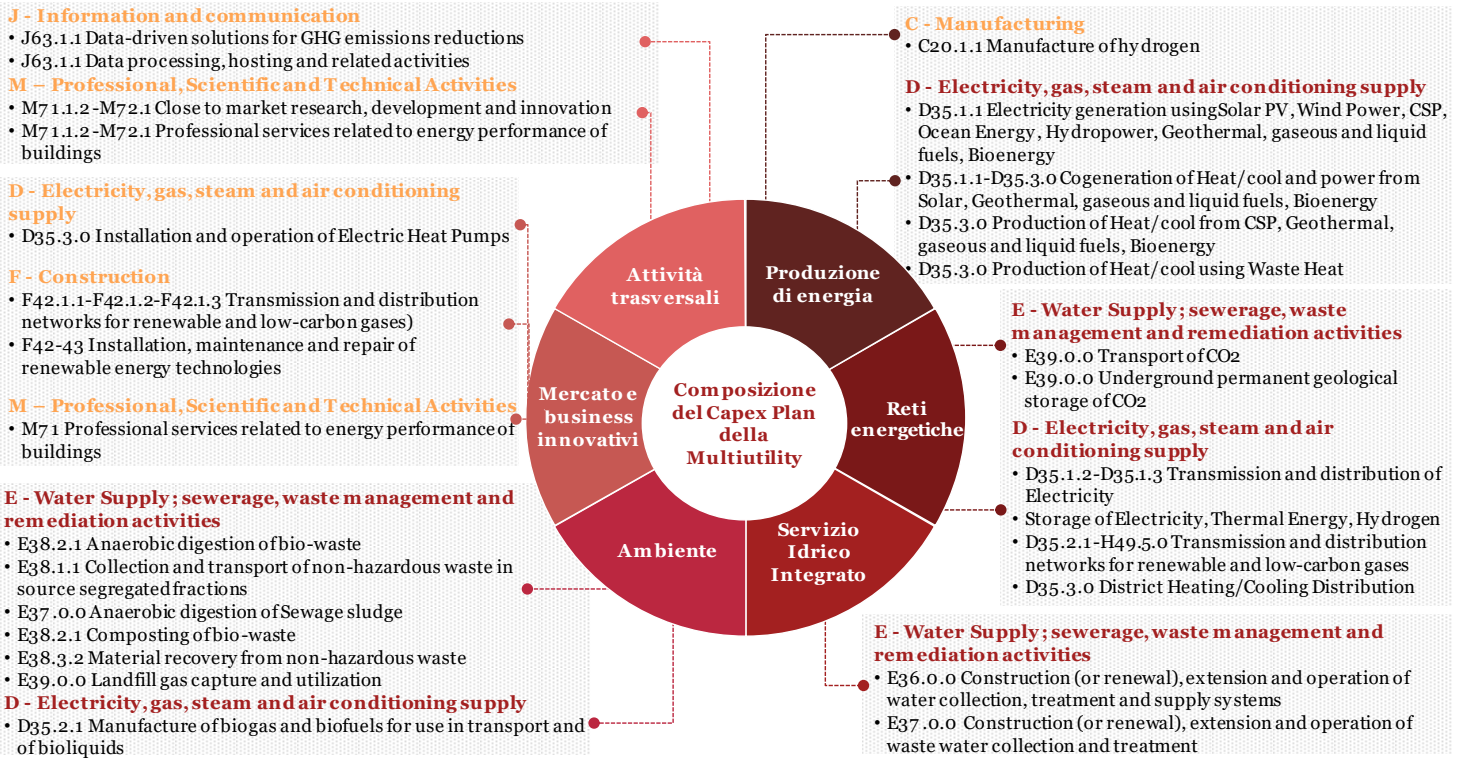 J - Information and communication
• J63.1.1 Data-driven solutions for GHG emissions reductions
• J63.1.1 Data processing, hosting and related activities
M – Professional, Scientific and Technical Activities
• M71.1.2 -M72.1 Close to market research, development and innovation
• M71.1.2 -M72.1 Professional services related to energy performance of
buildings
D - Electricity, gas, steam and air conditioning
supply
• D35.3.0 Installation and operation of Electric Heat Pumps
F - Construction
• F42.1.1-F42.1.2-F42.1.3 Transmission and distribution
networks for renewable and low-carbon gases)
• F42-43 Installation, maintenance and repair of
renewable energy technologies
M – Professional, Scientific and Technical Activities
• M71 Professional services related to energy performance of
buildings
E - Water Supply; sewerage, waste management and
remediation activities
• E38.2.1 Anaerobic digestion of bio-waste
• E38.1.1 Collection and transport of non-hazardous waste in
source segregated fractions
• E37.0.0 Anaerobic digestion of Sewage sludge
• E38.2.1 Composting of bio-waste
• E38.3.2 Material recovery from non-hazardous waste
• E39.0.0 Landfill gas capture and utilization
D - Electricity, gas, steam and air conditioning supply
• D35.2.1 Manufacture of biogas and biofuels for use in transport and
of bioliquids
Attività
trasversali
Produzione
di energia
Mercato e
business
innovativi
Composizione
del Capex Plan
della
Multiutility
Reti
energetiche
Ambiente
Servizio
Idrico
Integrato
C - Manufacturing
• C20.1.1 Manufacture of hydrogen
D - Electricity, gas, steam and air conditioning supply
• D35.1.1 Electricity generation usingSolar PV, Wind Power, CSP,
Ocean Energy, Hydropower, Geothermal, gaseous and liquid
fuels, Bioenergy
• D35.1.1-D35.3.0 Cogeneration of Heat/cool and power from
Solar, Geothermal, gaseous and liquid fuels, Bioenergy
• D35.3.0 Production of Heat/cool from CSP, Geothermal,
gaseous and liquid fuels, Bioenergy
• D35.3.0 Production of Heat/cool using Waste Heat
E - Water Supply; sewerage, waste
management and remediation activities
• E39.0.0 Transport of CO2
• E39.0.0 Underground permanent geological
storage of CO2
D - Electricity, gas, steam and air
conditioning supply
• D35.1.2-D35.1.3 Transmission and distribution of
Electricity
• Storage of Electricity, Thermal Energy, Hydrogen
• D35.2.1-H49.5.0 Transmission and distribution
networks for renewable and low-carbon gases
• D35.3.0 District Heating/Cooling Distribution
E - Water Supply; sewerage, waste management and
remediation activities
• E36.0.0 Construction (or renewal), extension and operation of
water collection, treatment and supply systems
• E37.0.0 Construction (or renewal), extension and operation of
waste water collection and treatment